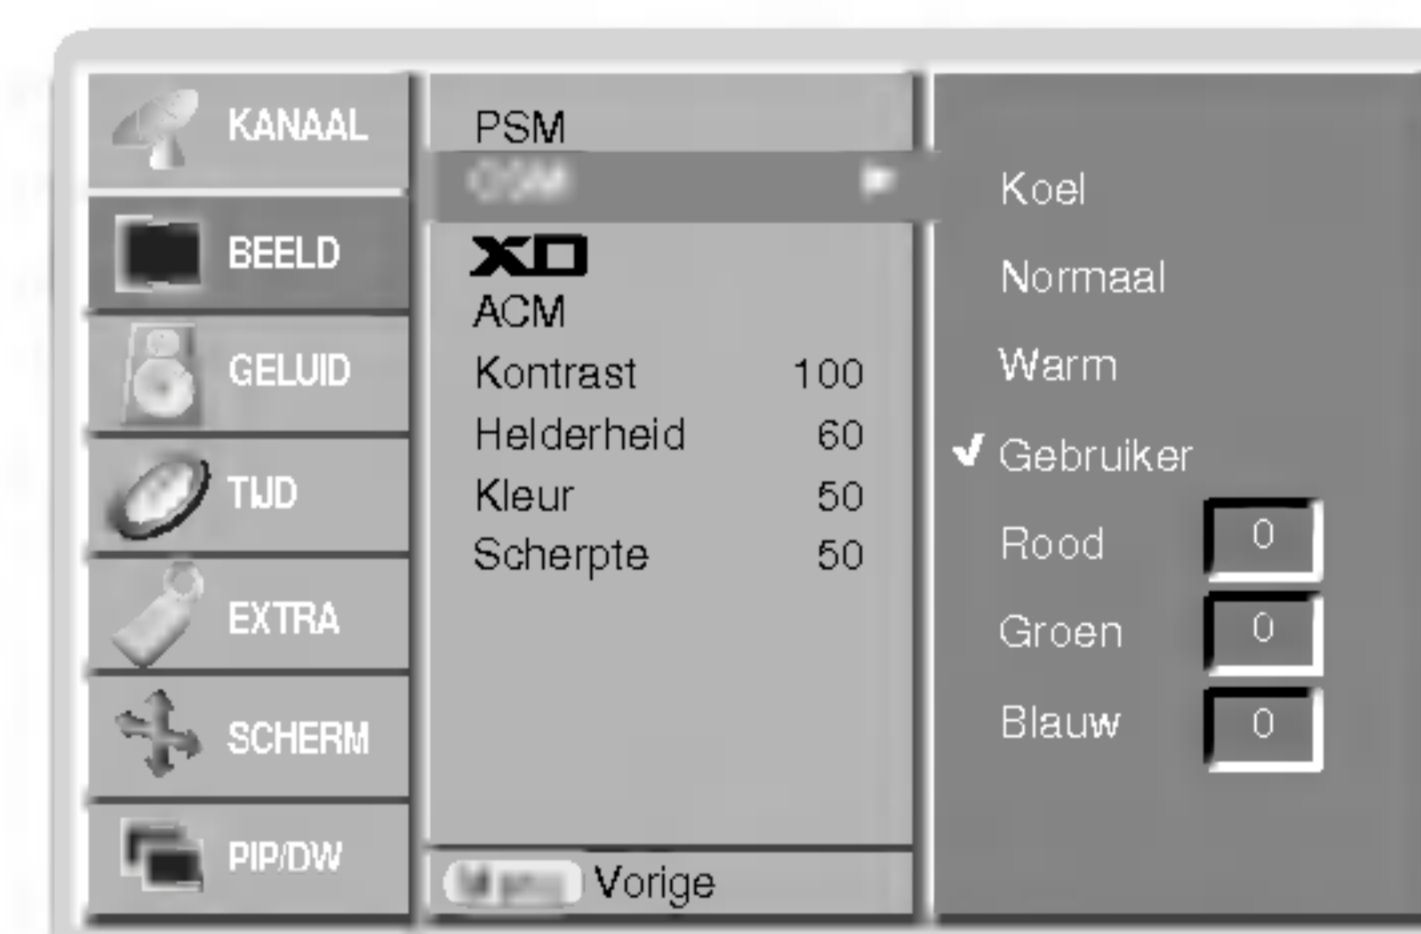 KANAAL
BEELD
GELUID
TIJD
EXTRA
SCHERM
PIP/DW
PSM
XD
ACM
Kontrast 100
Helderheid 60
Kleur 50
Scherpte 50
Vorige
Koel
Normaal
Warm
✔ Gebruiker
Rood 0
Groen 0
Blauw 0